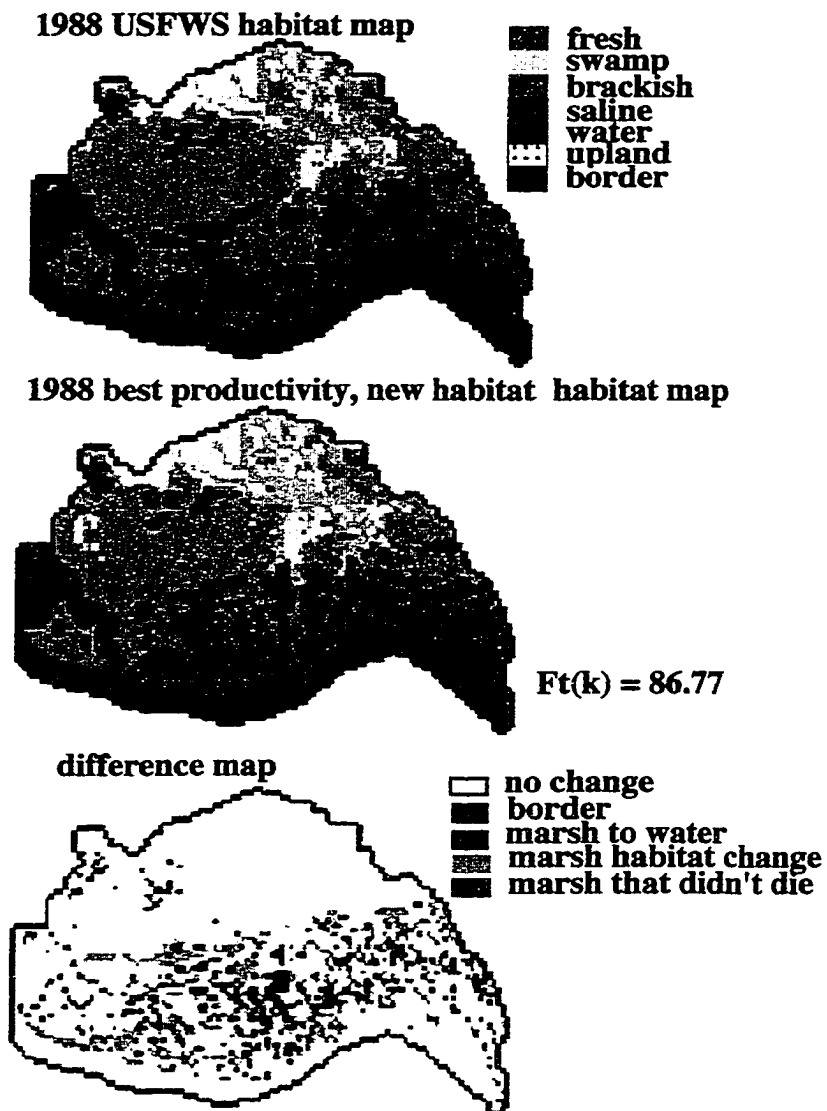 1988 USFWS habitat map
fresh
swamp
brackish
saline
water
upland
border
1988 best productivity, new habitat habitat map
Ft(k) = 86.77
difference map
no change
border
marsh to water
marsh habitat change
marsh that didn't die